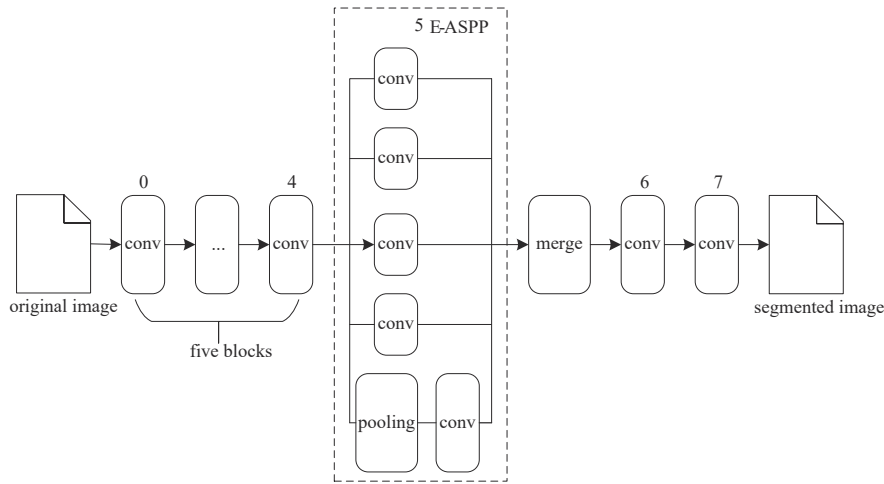 5 E-ASPP
conv
conv
0
4
6
7
conv
...
conv
conv
merge
conv
conv
original image
segmented image
conv
five blocks
pooling
conv